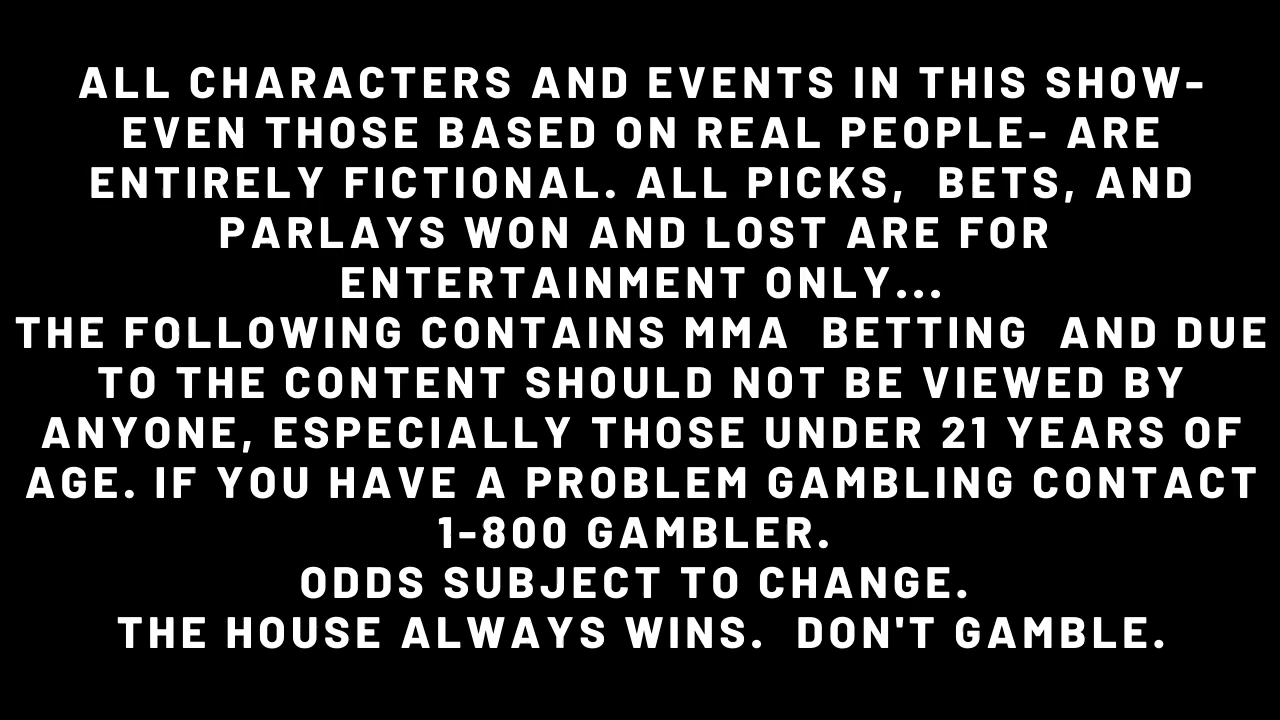 ALL CHARACTERS AND EVENTS IN THIS SHOW-
EVEN THOSE BASED ON REAL PEOPLE- ARE
ENTIRELY FICTIONAL. ALL PICKS,  BETS, AND
PARLAYS WON AND LOST ARE FOR
ENTERTAINMENT ONLY...
THE FOLLOWING CONTAINS MMA  BETTING  AND DUE
TO THE CONTENT SHOULD NOT BE VIEWED BY
ANYONE, ESPECIALLY THOSE UNDER 21 YEARS OF
AGE. IF YOU HAVE A PROBLEM GAMBLING CONTACT
1-800 GAMBLER.
ODDS SUBJECT TO CHANGE.
THE HOUSE ALWAYS WINS.  DON'T GAMBLE.